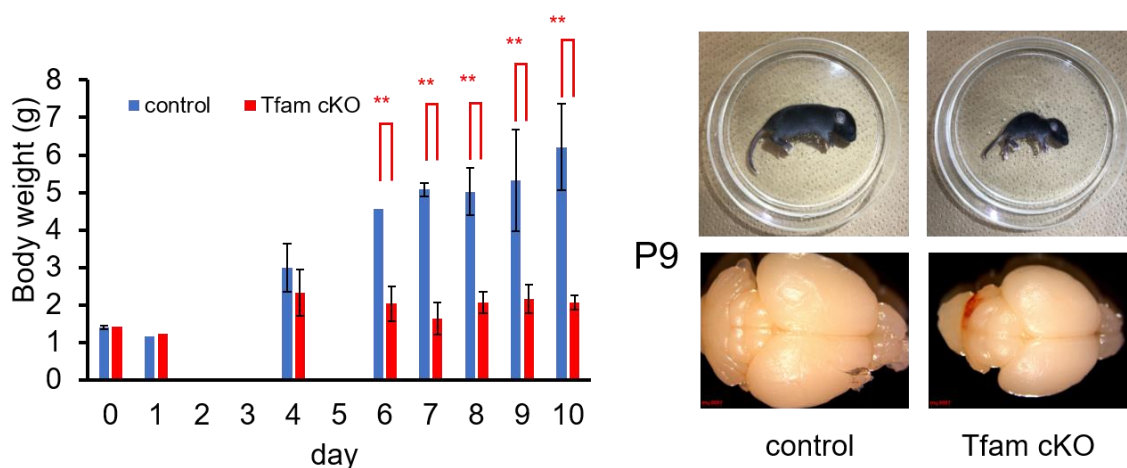 ** ** ** ** **
8
7
6
5
4
3
2
1
0
Body weight (g)
control Tfam cKO
0 1 2 3 4 5 6 7 8 9 10
day
P9
control Tfam cKO